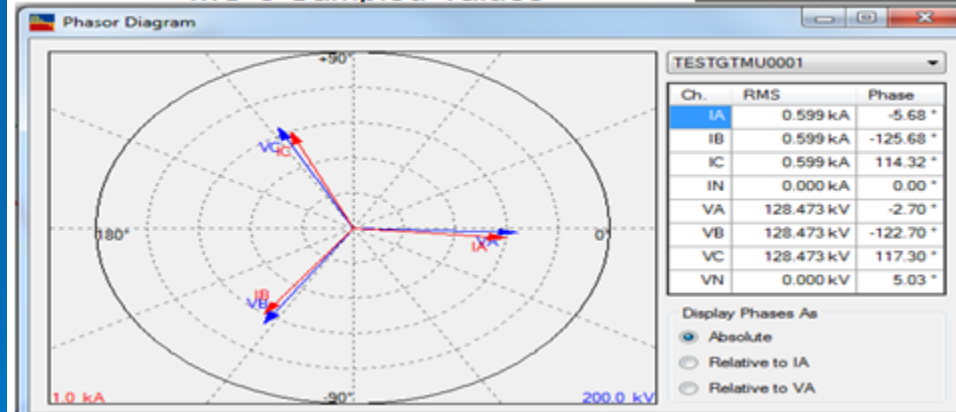 Phasor Diagram
+90°
180°
0°
-90°
VC
IC
IA
VA
IB
VB
1.0 kA
200.0 kV
TESTGTMU0001
Ch. RMS Phase
IA 0.599 kA -5.68 °
IB 0.599 kA -125.68 °
IC 0.599 kA 114.32 °
IN 0.000 kA 0.00 °
VA 128.473 kV -2.70 °
VB 128.473 kV -122.70 °
VC 128.473 kV 117.30 °
VN 0.000 kV 5.03 °
Display Phases As
Absolute
Relative to IA
Relative to VA